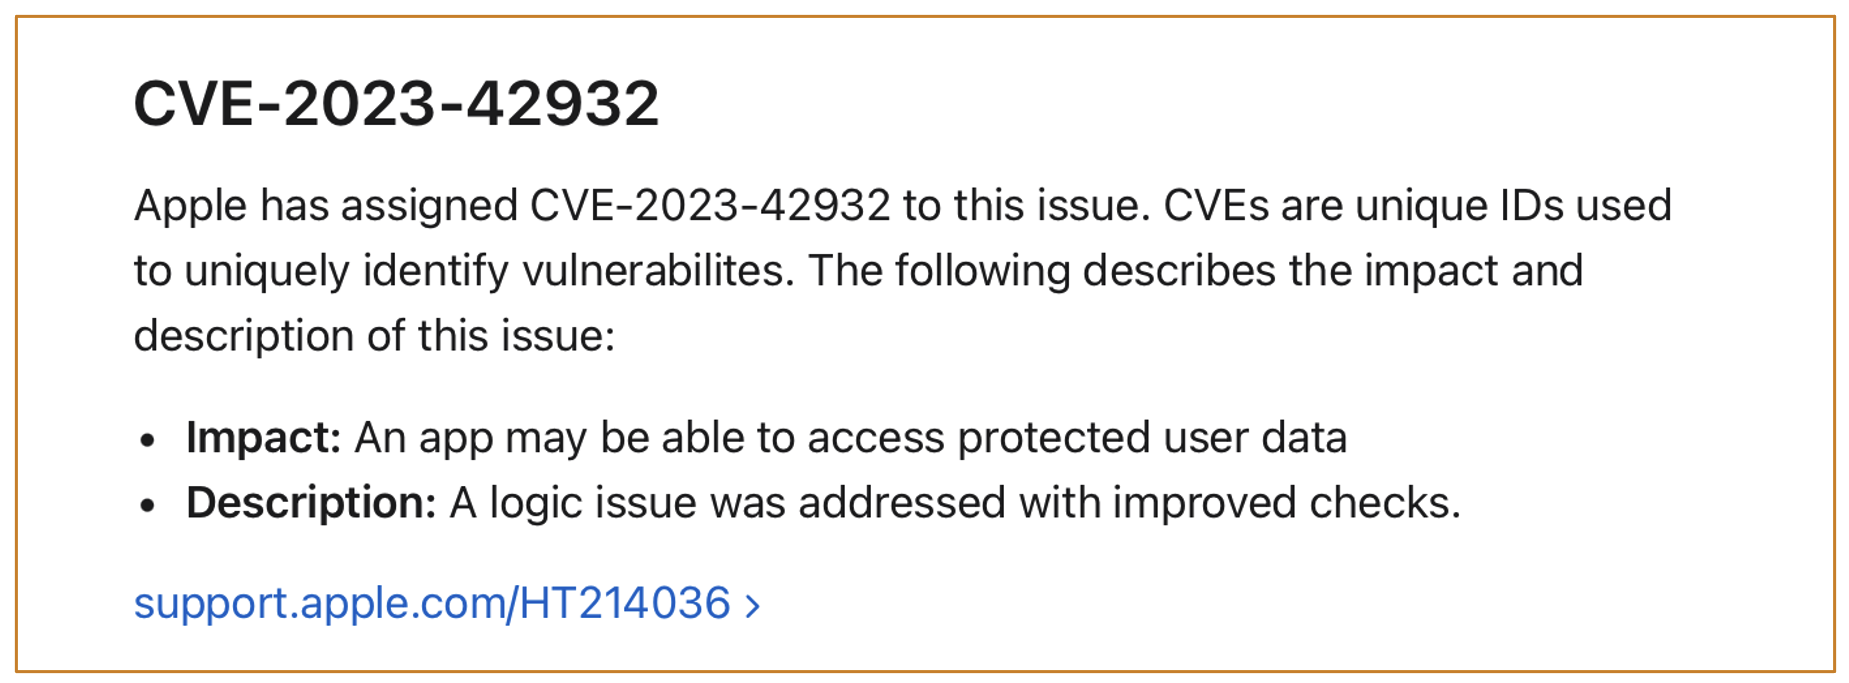 CVE-2023-42932
Apple has assigned CVE-2023-42932 to this issue. CVEs are unique IDs used
to uniquely identify vulnerabilites. The following describes the impact and
description of this issue:
• Impact: An app may be able to access protected user data
• Description: A logic issue was addressed with improved checks.
support.apple.com/HT214036 >